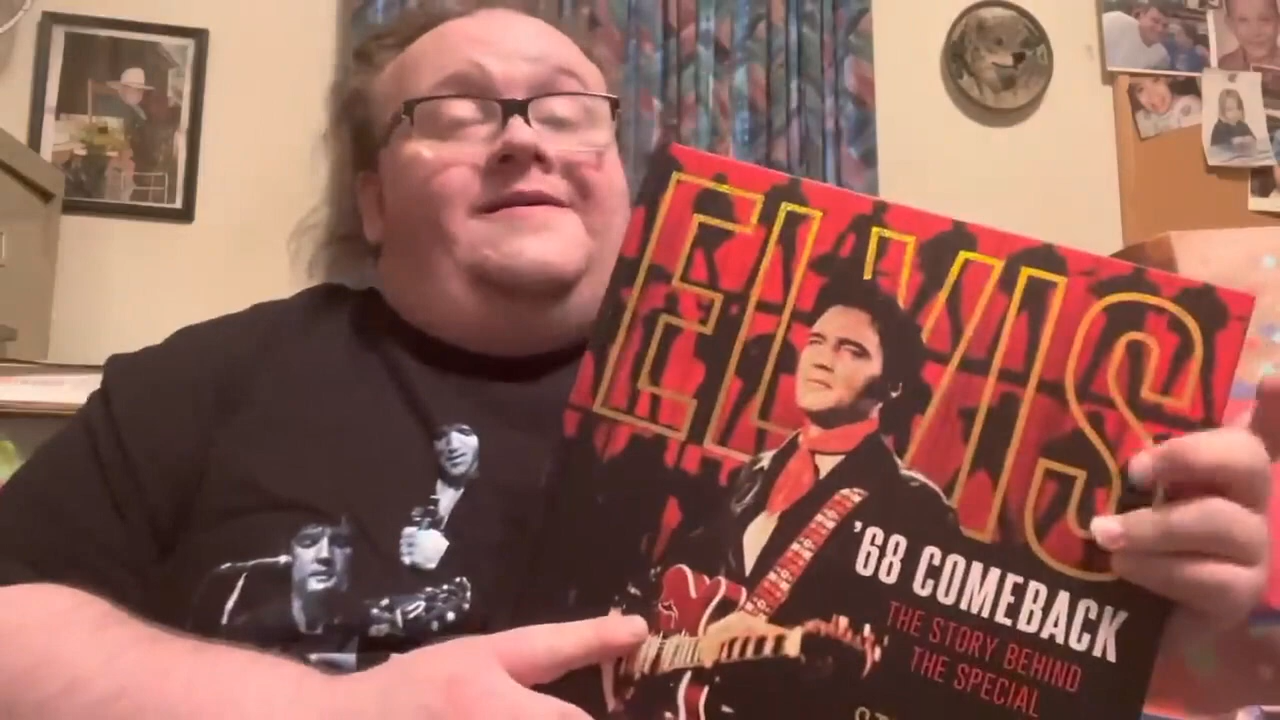 ELVIS
'68 COMEBACK
THE STORY BEHIND
THE SPECIAL